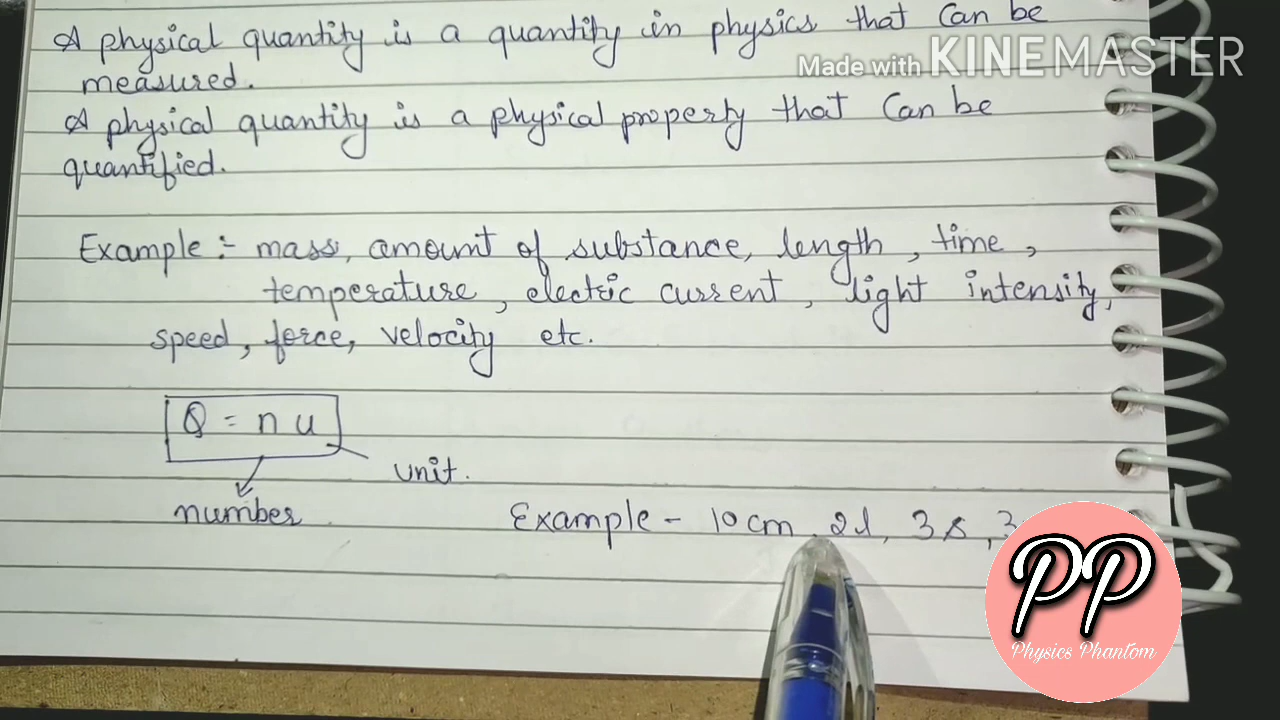 A physical quantity is a quantity in physics that can be
measured.
Made with KINEMASTER
A physical quantity is a physical property that can be
quantified.
Example :- mass, amount of substance, length, time,
temperature, electric current, light intensity,
speed, force, velocity etc.
Q = n u
unit.
number
Example - 10 cm, 2l, 3s, 3
PP
Physics Phantom